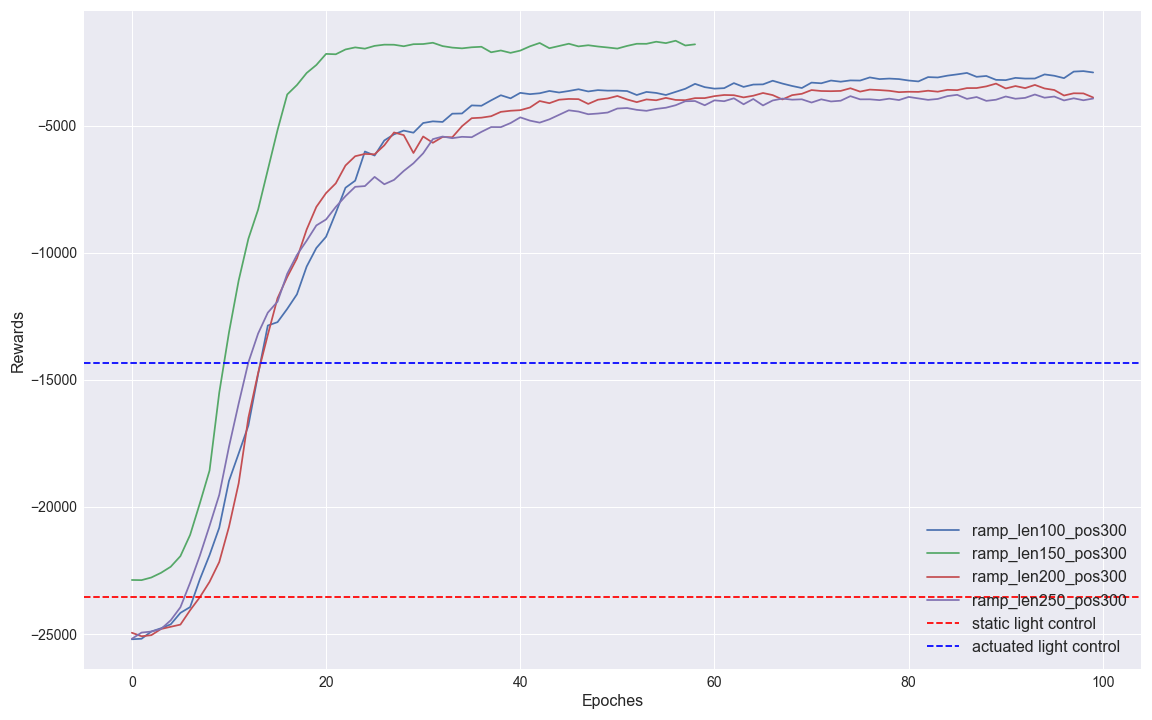 Rewards
−5000
−10000
−15000
−20000
−25000
0
20
40
60
80
100
Epoches
ramp_len100_pos300
ramp_len150_pos300
ramp_len200_pos300
ramp_len250_pos300
static light control
actuated light control